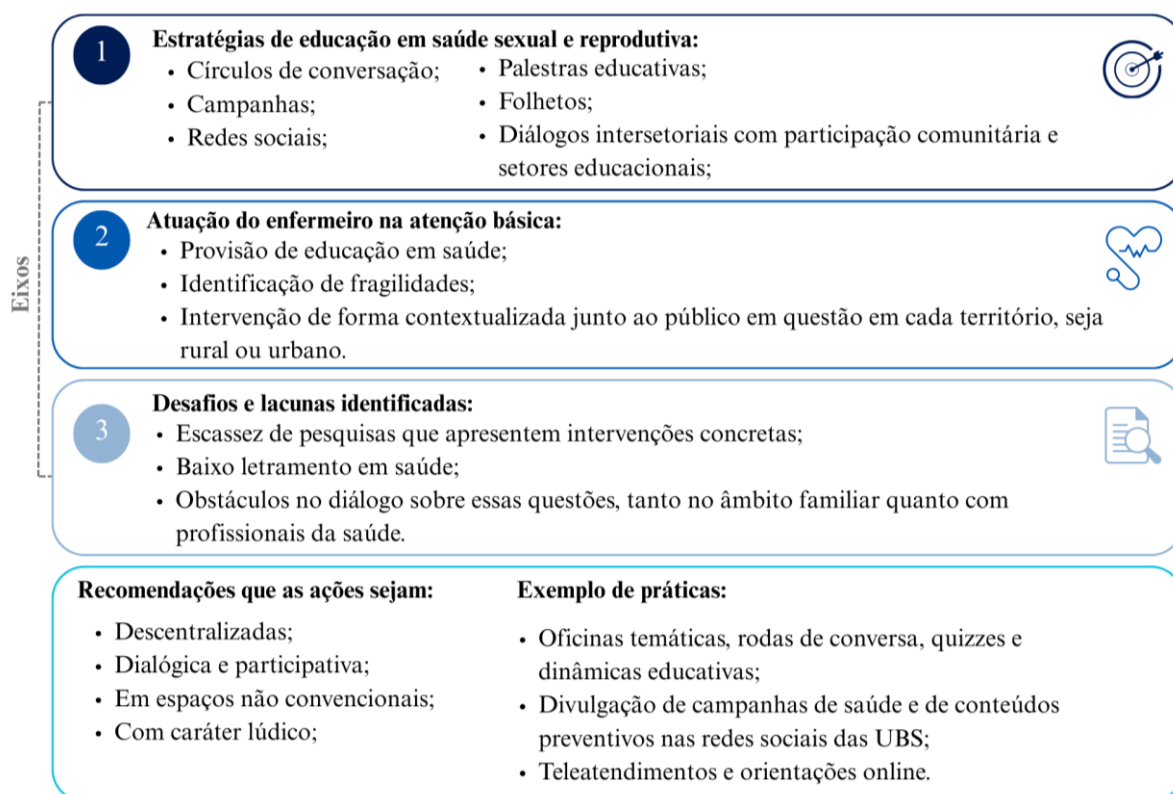 Eixos
1
Estratégias de educação em saúde sexual e reprodutiva:
• Círculos de conversação;
• Campanhas;
• Redes sociais;
• Palestras educativas;
• Folhetos;
• Diálogos intersetoriais com participação comunitária e
setores educacionais;
2
Atuação do enfermeiro na atenção básica:
• Provisão de educação em saúde;
• Identificação de fragilidades;
• Intervenção de forma contextualizada junto ao público em questão em cada território, seja
rural ou urbano.
3
Desafios e lacunas identificadas:
• Escassez de pesquisas que apresentem intervenções concretas;
• Baixo letramento em saúde;
• Obstáculos no diálogo sobre essas questões, tanto no âmbito familiar quanto com
profissionais da saúde.
Recomendações que as ações sejam:
• Descentralizadas;
• Dialógica e participativa;
• Em espaços não convencionais;
• Com caráter lúdico;
Exemplo de práticas:
• Oficinas temáticas, rodas de conversa, quizzes e
dinâmicas educativas;
• Divulgação de campanhas de saúde e de conteúdos
preventivos nas redes sociais das UBS;
• Teleatendimentos e orientações online.